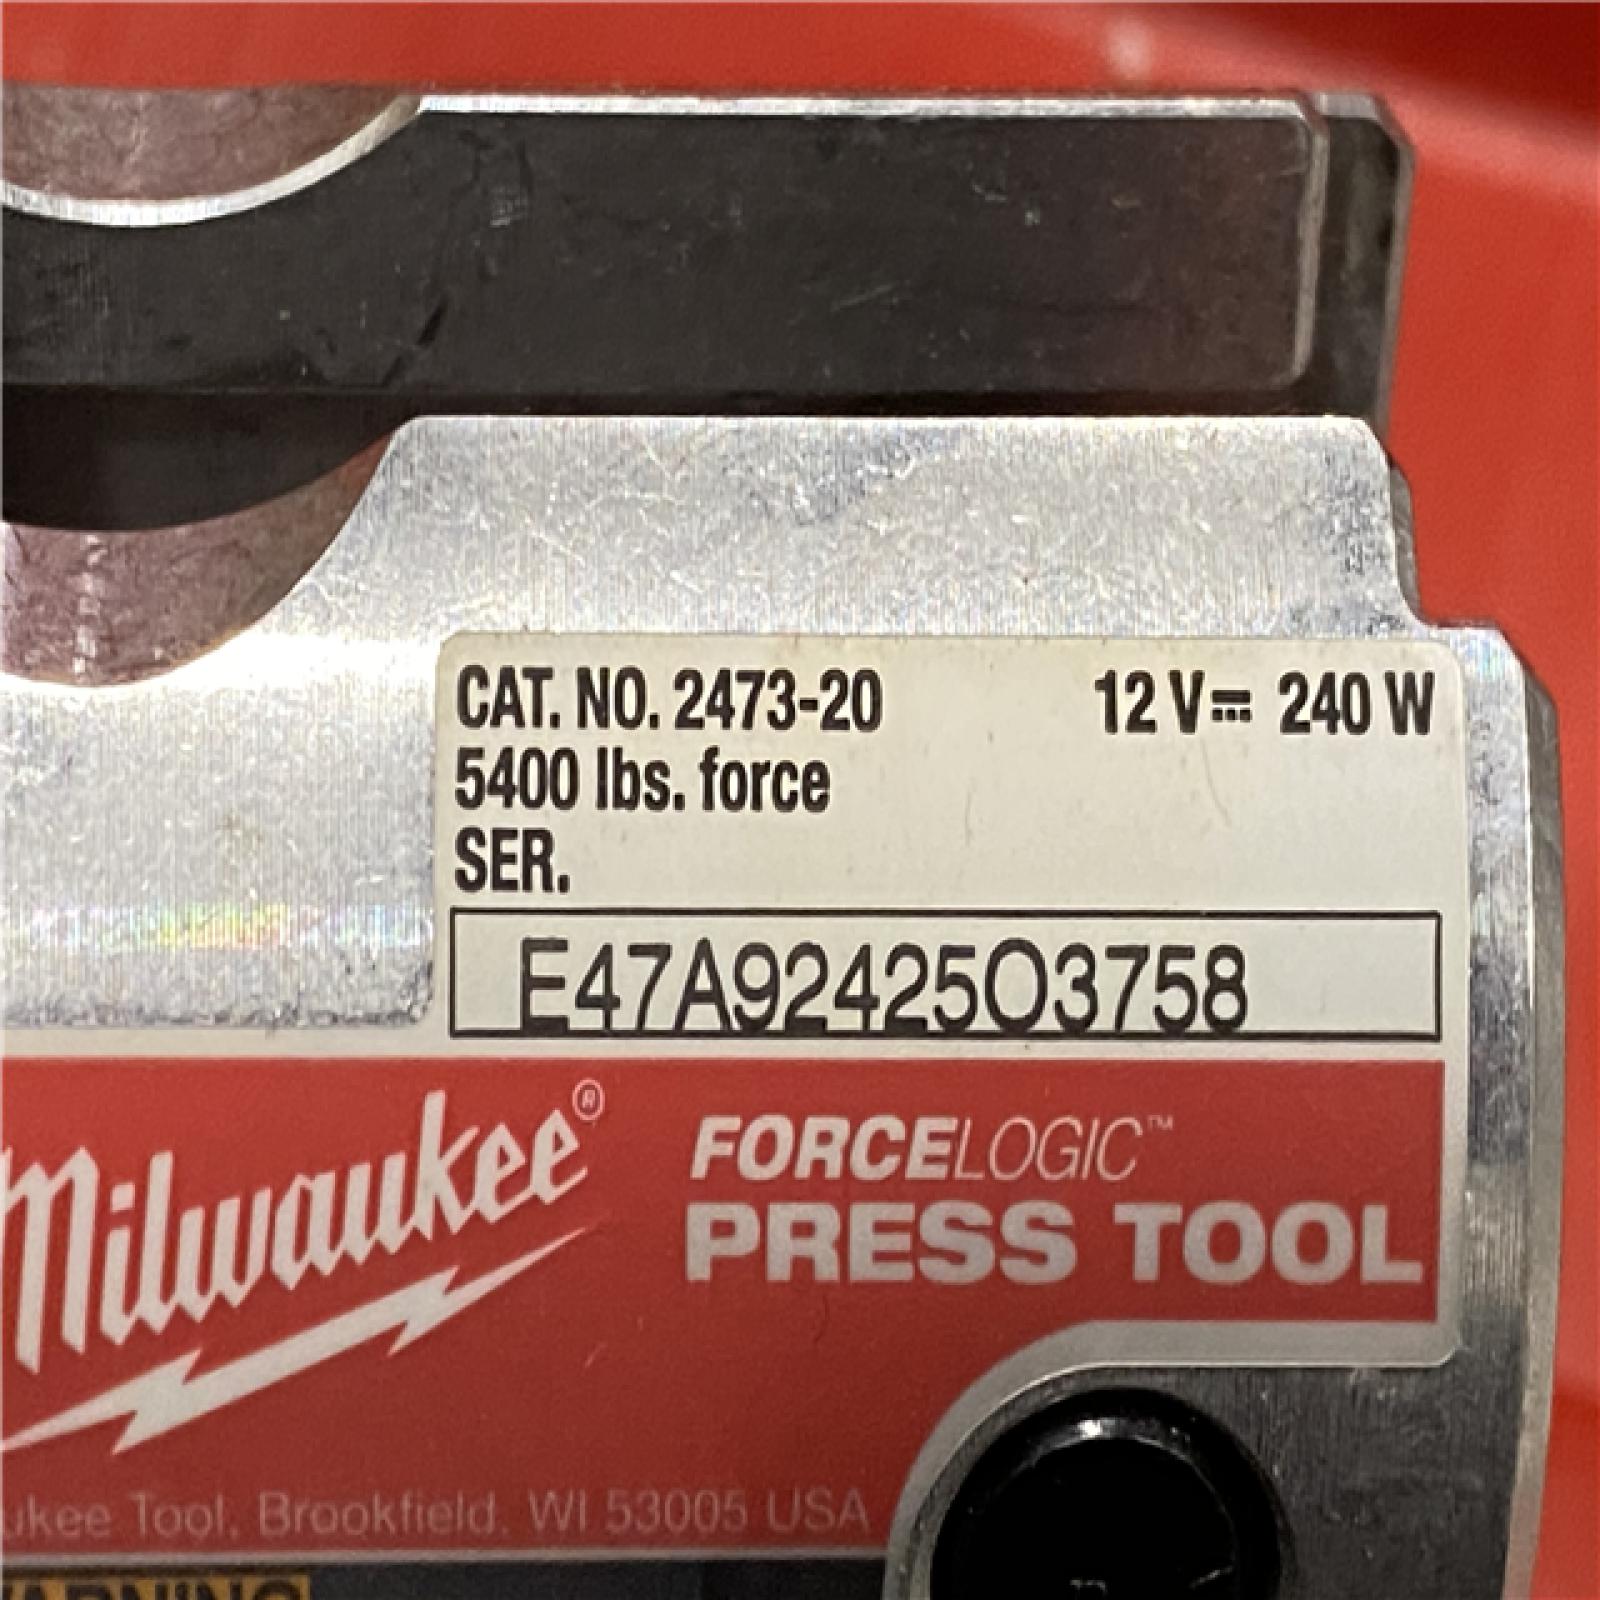 CAT. NO. 2473-20 12 V⎓ 240 W
5400 lbs. force
SER.
E47A92425O3758
Milwaukee®
FORCELOGIC™
PRESS TOOL
Tool, Brookfield, WI 53005 USA